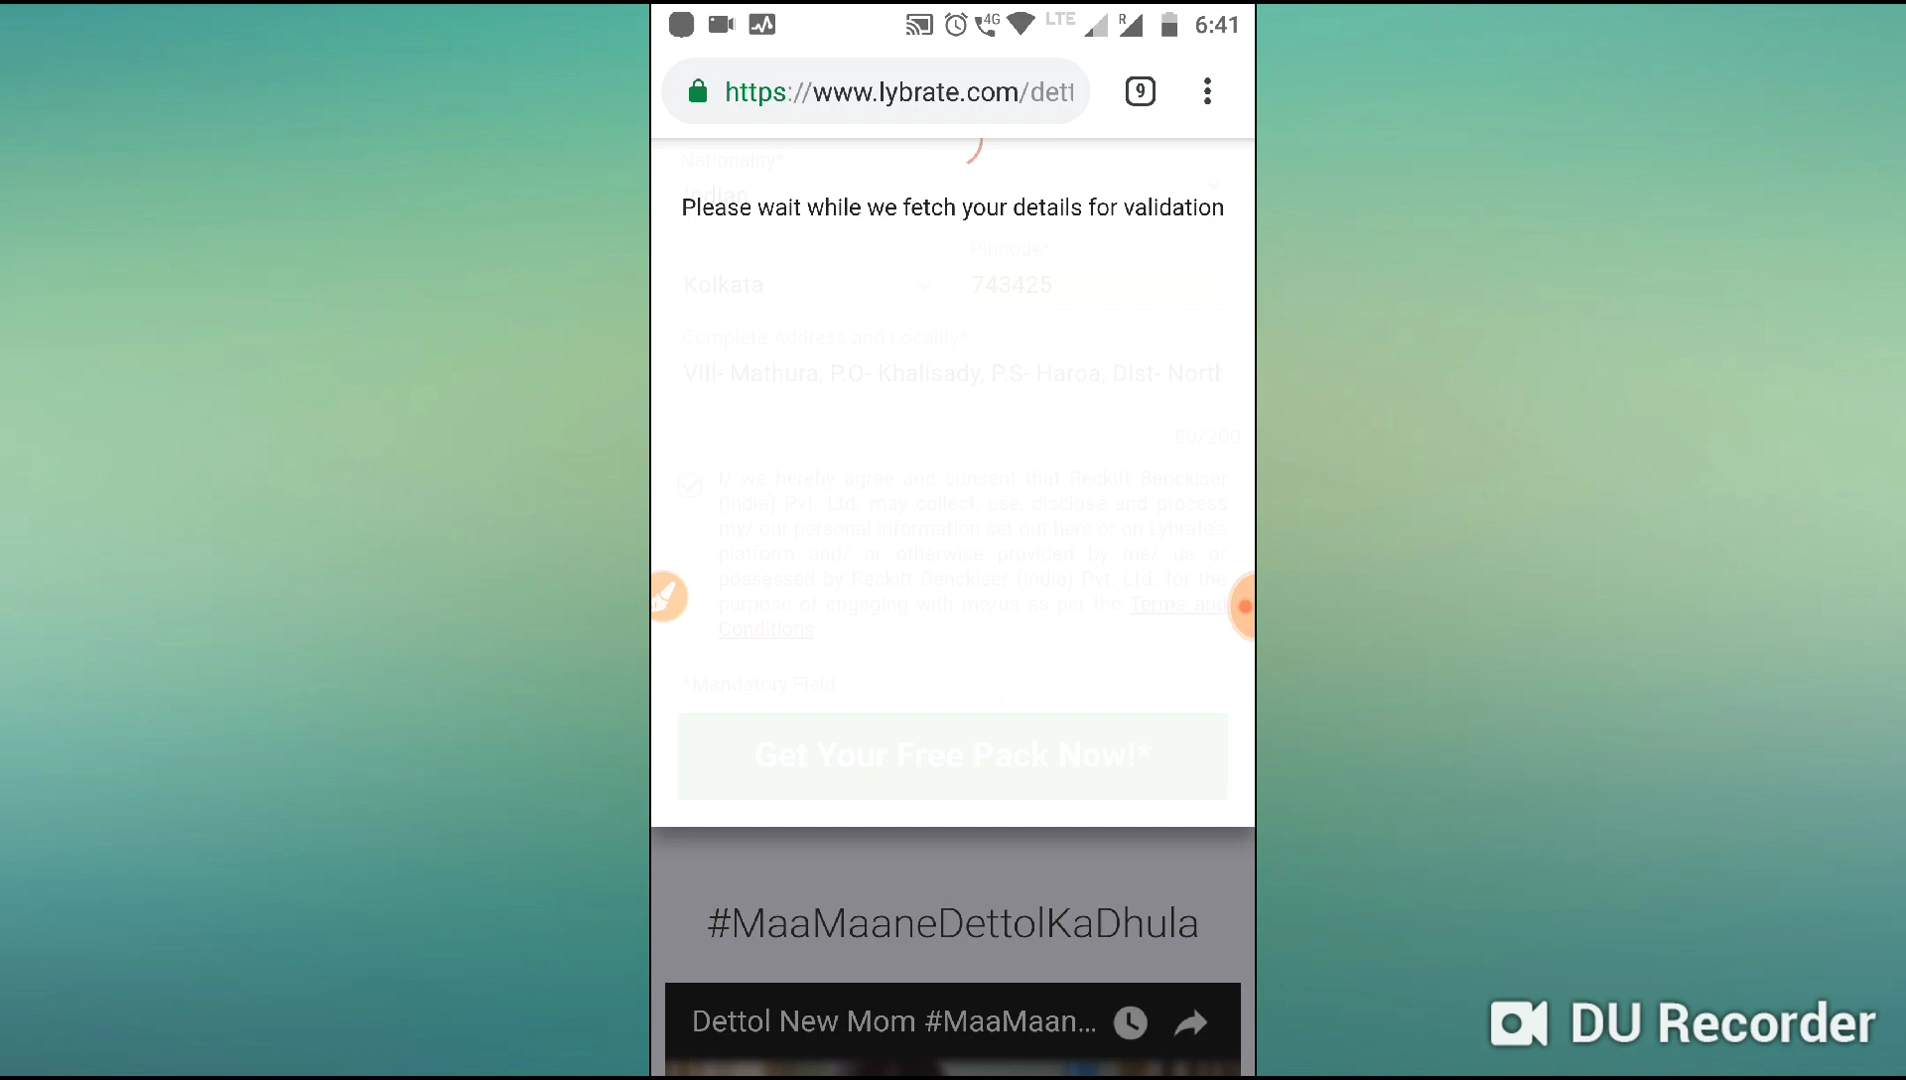 LTE 4G R 6:41
https://www.lybrate.com/dett 9
Nationality*
Indian
Please wait while we fetch your details for validation
Pincode*
Kolkata 743425
Complete Address and Locality*
Vill- Mathura, P.O- Khalisady, P.S- Haroa, Dist- North
80/200
I/ we hereby agree and consent that Reckitt Benckiser
(India) Pvt. Ltd. may collect, use, disclose and process
my/ our personal information set out here or on Lybrate's
platform and/ or otherwise provided by me/ us or
possessed by Reckitt Benckiser (India) Pvt. Ltd. for the
purpose of engaging with me/us as per the Terms and
Conditions
*Mandatory Field
Get Your Free Pack Now!*
#MaaMaaneDettolKaDhula
Dettol New Mom #MaaMaan...
DU Recorder